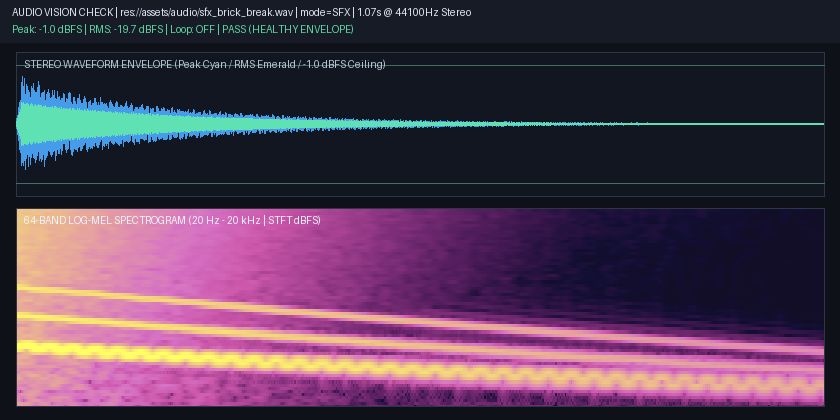 AUDIO VISION CHECK | res://assets/audio/sfx_brick_break.wav | mode=SFX | 1.07s @ 44100Hz Stereo
Peak: -1.0 dBFS | RMS: -19.7 dBFS | Loop: OFF | PASS (HEALTHY ENVELOPE)
STEREO WAVEFORM ENVELOPE (Peak Cyan / RMS Emerald / -1.0 dBFS Ceiling)
64-BAND LOG-MEL SPECTROGRAM (20 Hz - 20 kHz | STFT dBFS)